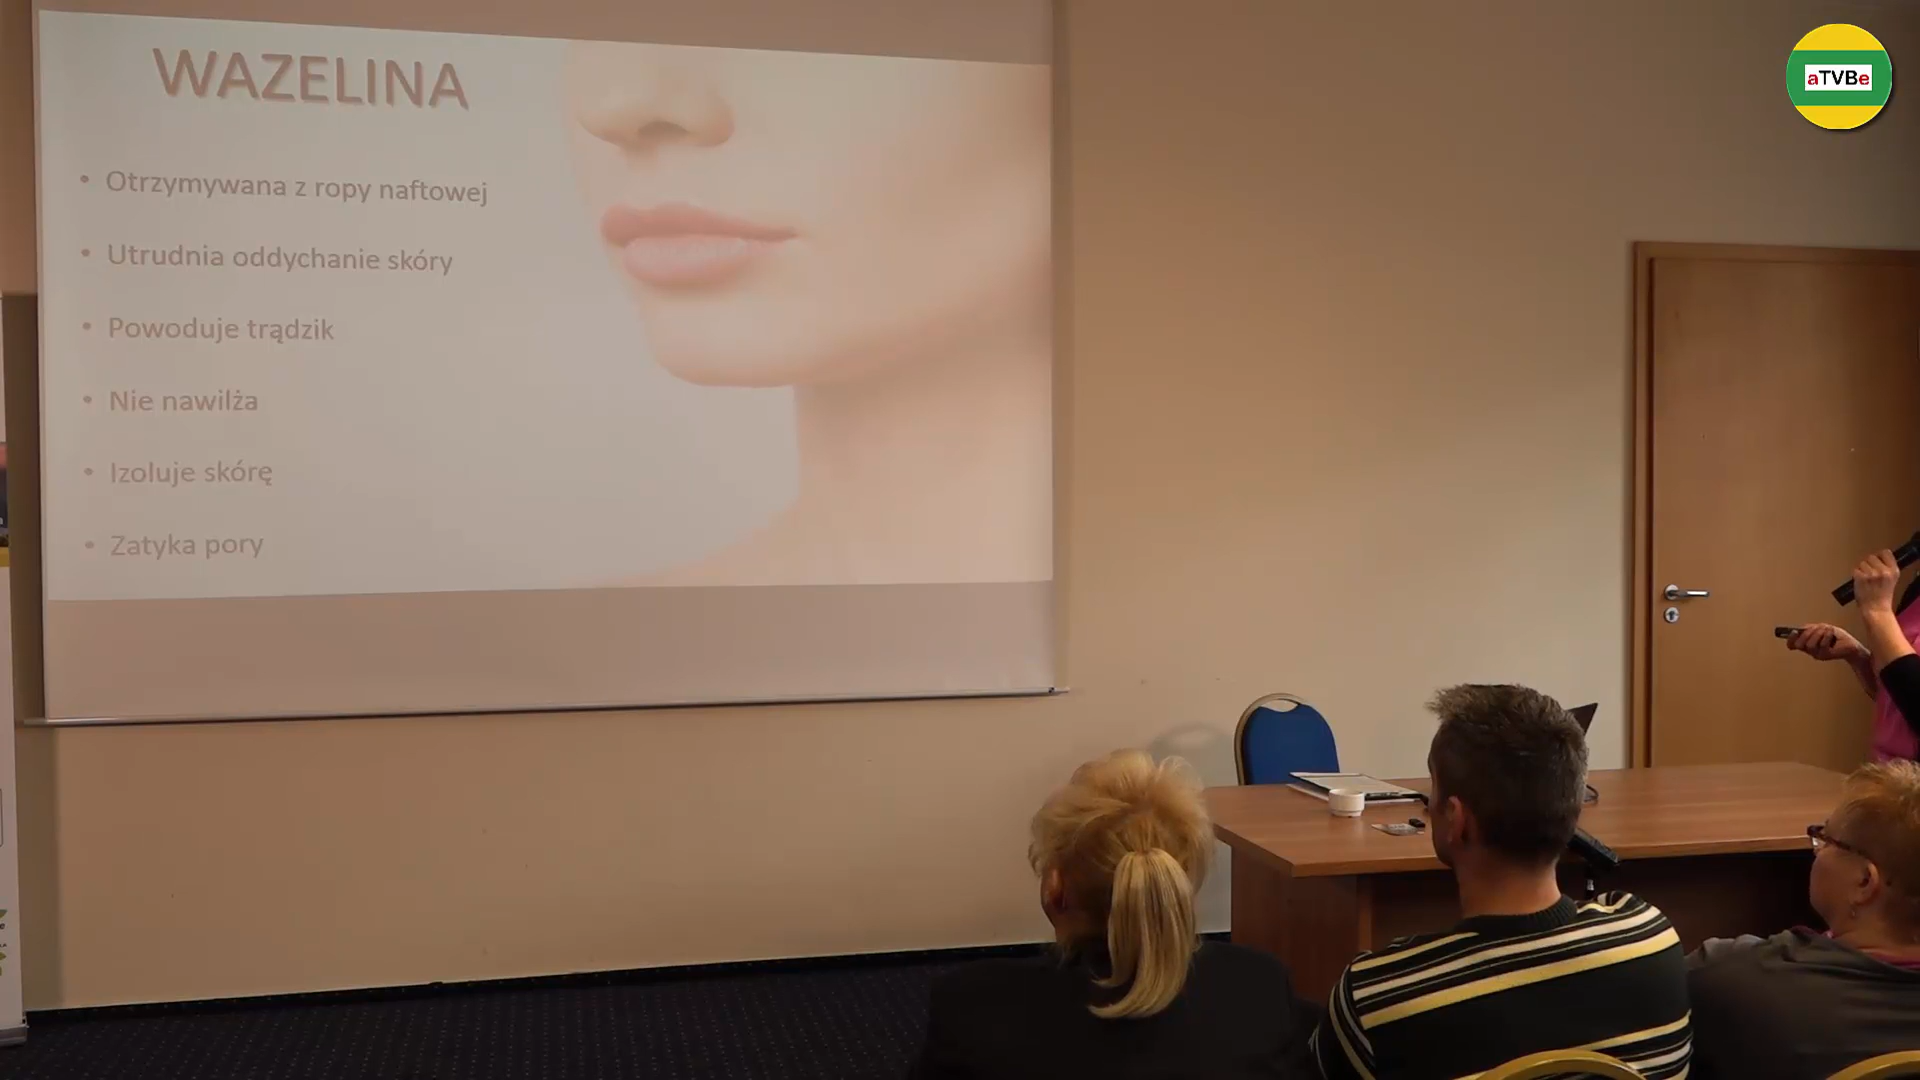 WAZELINA
• Otrzymywana z ropy naftowej
• Utrudnia oddychanie skóry
• Powoduje trądzik
• Nie nawilża
• Izoluje skórę
• Zatyka pory
aTVBe